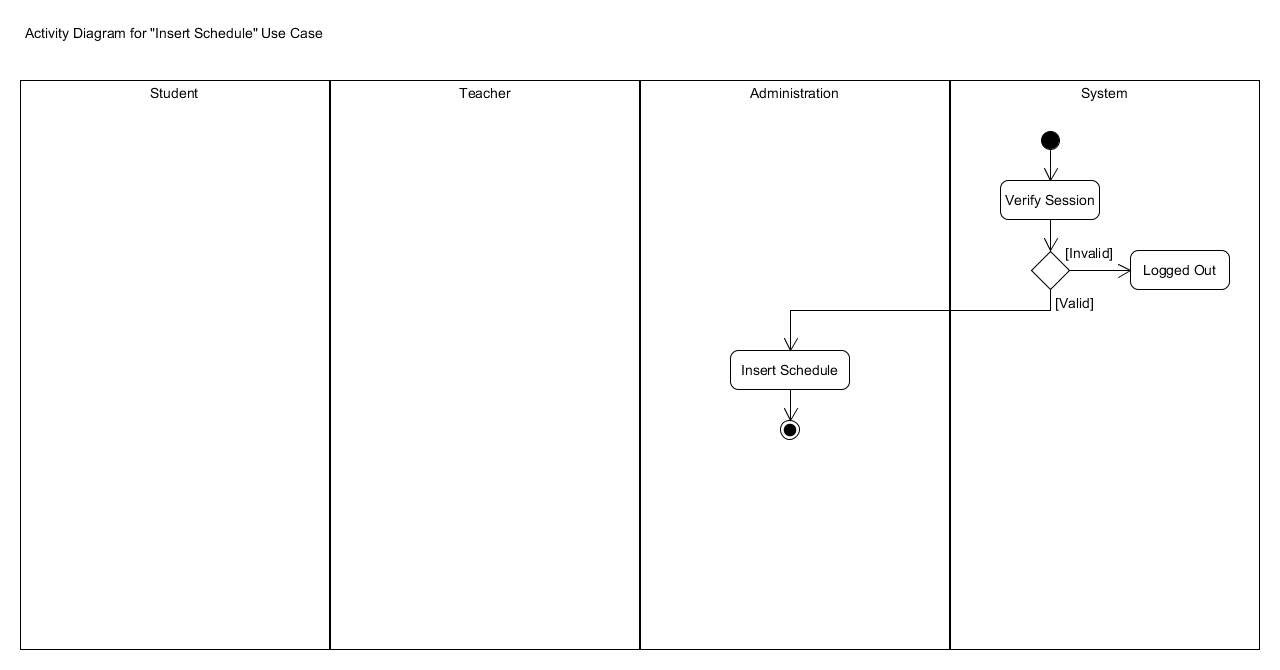 Activity Diagram for "Insert Schedule" Use Case
Student
Teacher
Administration
System
Verify Session
[Invalid]
Logged Out
[Valid]
Insert Schedule